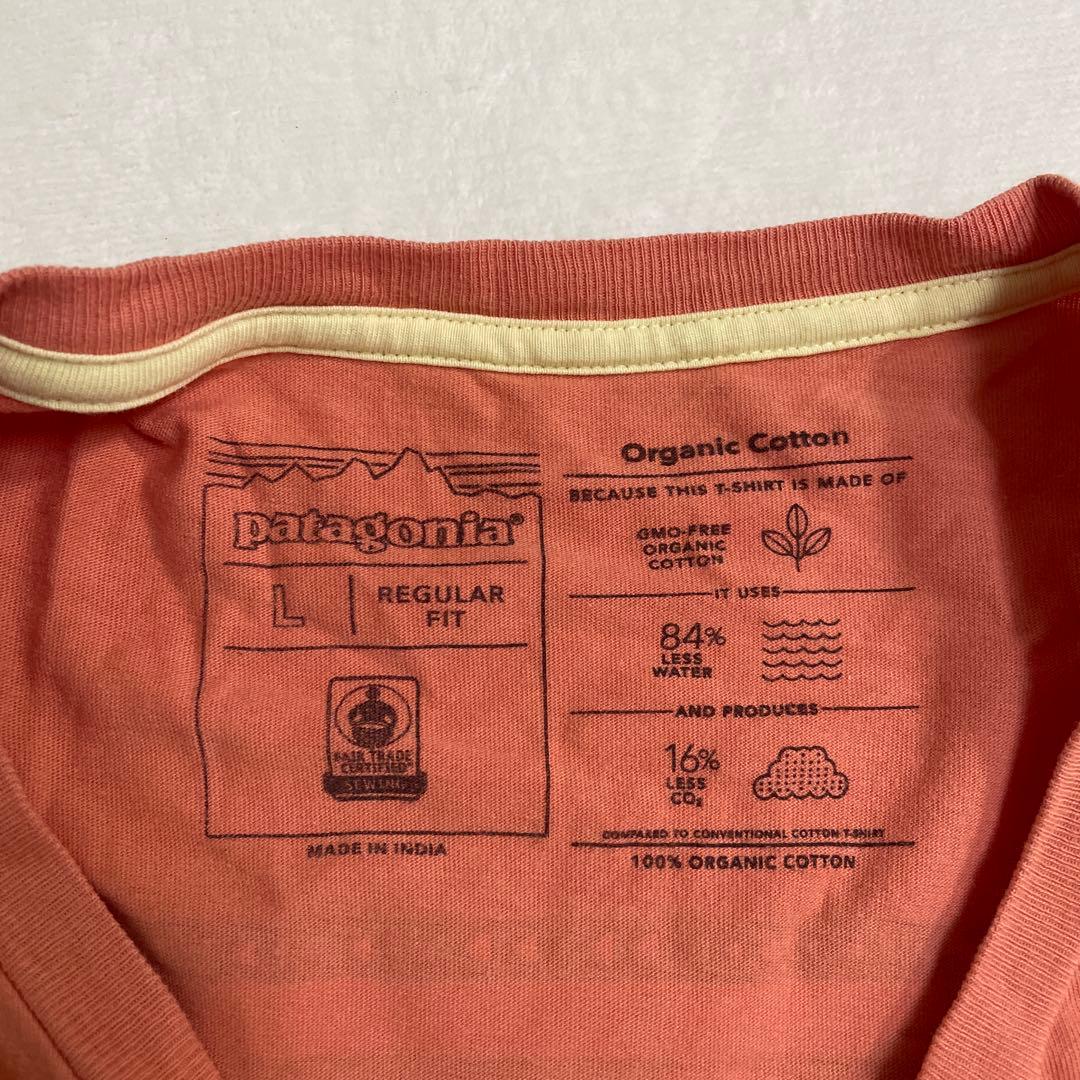 patagonia®
L
REGULAR
FIT
FAIR TRADE
CERTIFIED
SEWING
MADE IN INDIA
Organic Cotton
BECAUSE THIS T-SHIRT IS MADE OF
GMO-FREE
ORGANIC
COTTON
IT USES
84%
LESS
WATER
AND PRODUCES
16%
LESS
CO₂
COMPARED TO CONVENTIONAL COTTON T-SHIRT
100% ORGANIC COTTON